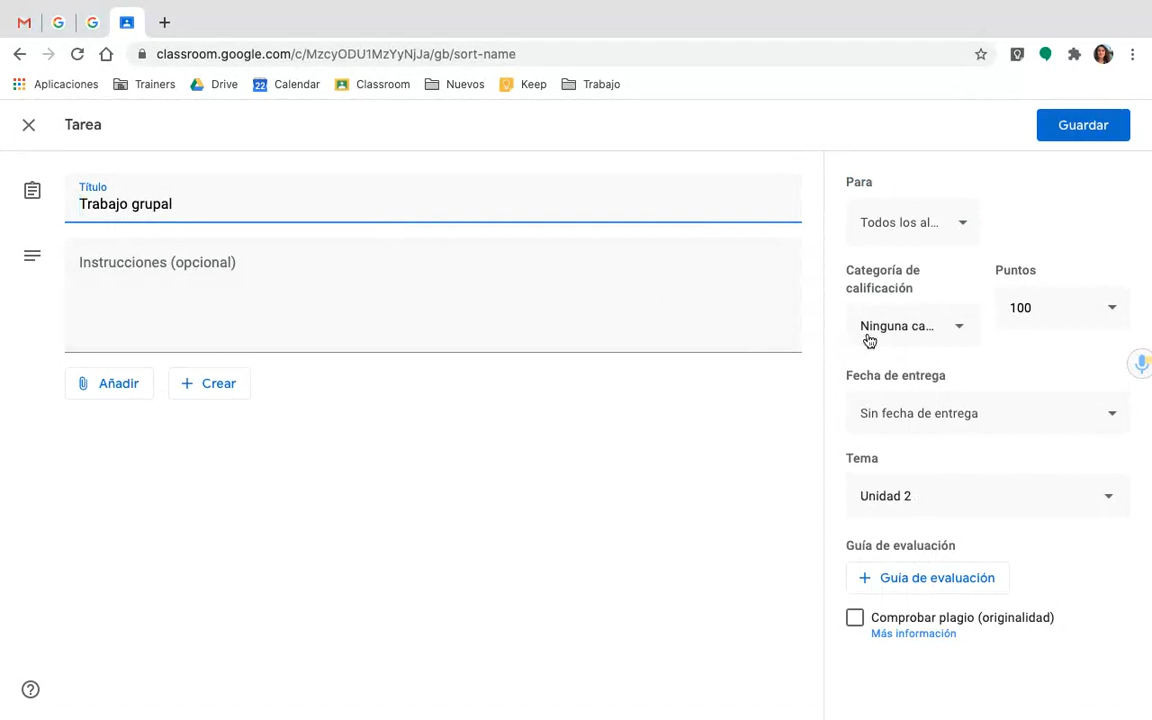 classroom.google.com/c/MzcyODU1MzYyNjJa/gb/sort-name
Aplicaciones Trainers Drive 22 Calendar Classroom Nuevos Keep Trabajo
Tarea Guardar
Título
Trabajo grupal
Instrucciones (opcional)
Añadir Crear
Para
Todos los al...
Categoría de
calificación
Puntos
Ninguna ca...
100
Fecha de entrega
Sin fecha de entrega
Tema
Unidad 2
Guía de evaluación
Guía de evaluación
Comprobar plagio (originalidad)
Más información